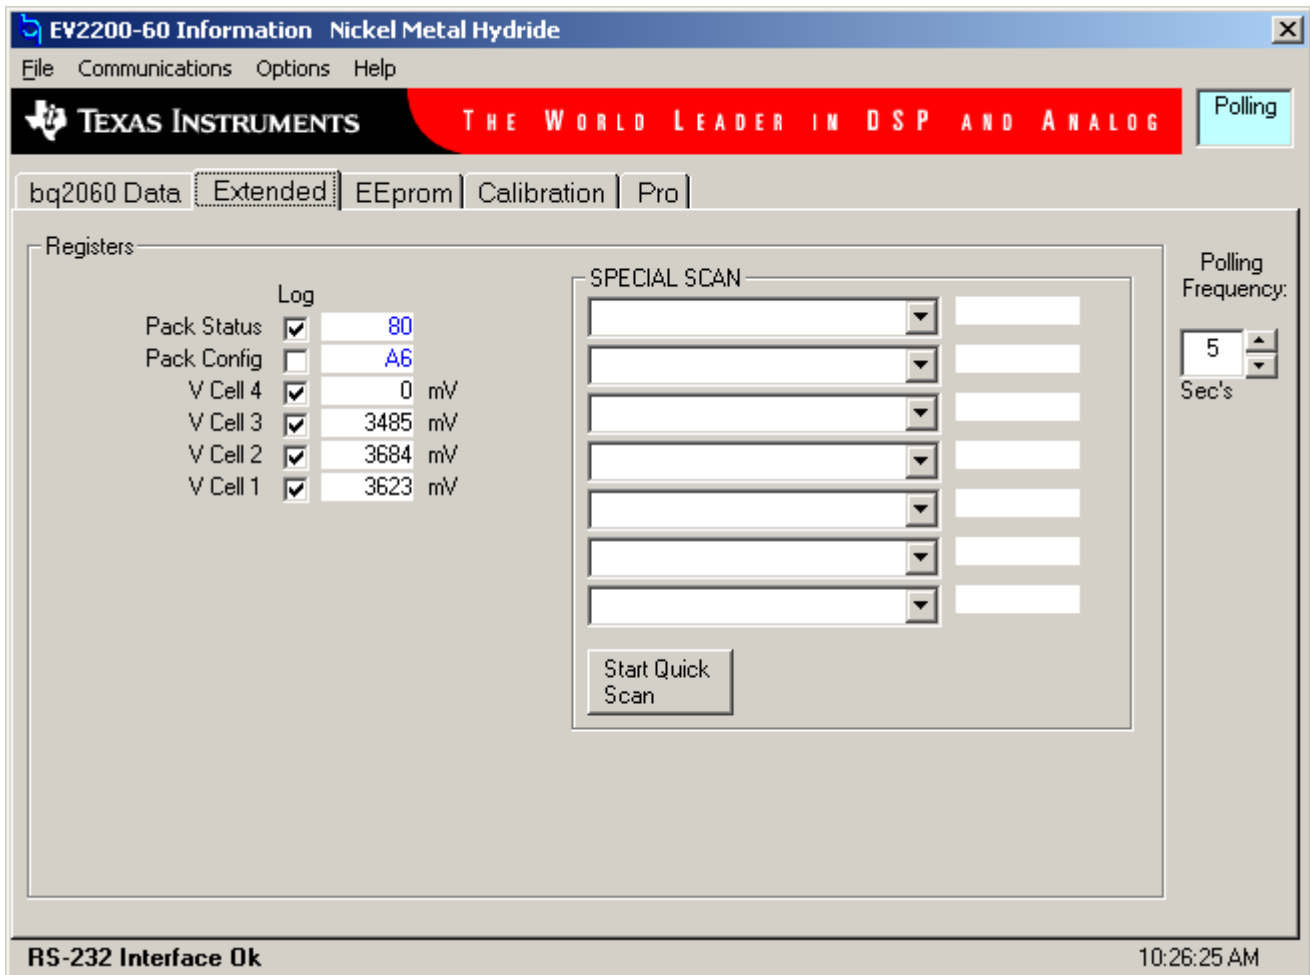 EV2200-60 Information   Nickel Metal Hydride
File   Communications   Options   Help
TEXAS INSTRUMENTS   THE WORLD LEADER IN DSP AND ANALOG   Polling
bq2060 Data   Extended   EEprom   Calibration   Pro
Registers
Log
Pack Status   80
Pack Config   A6
V Cell 4   0   mV
V Cell 3   3485   mV
V Cell 2   3684   mV
V Cell 1   3623   mV
SPECIAL SCAN
Start Quick
Scan
Polling
Frequency:
5
Sec's
RS-232 Interface Ok   10:26:25 AM